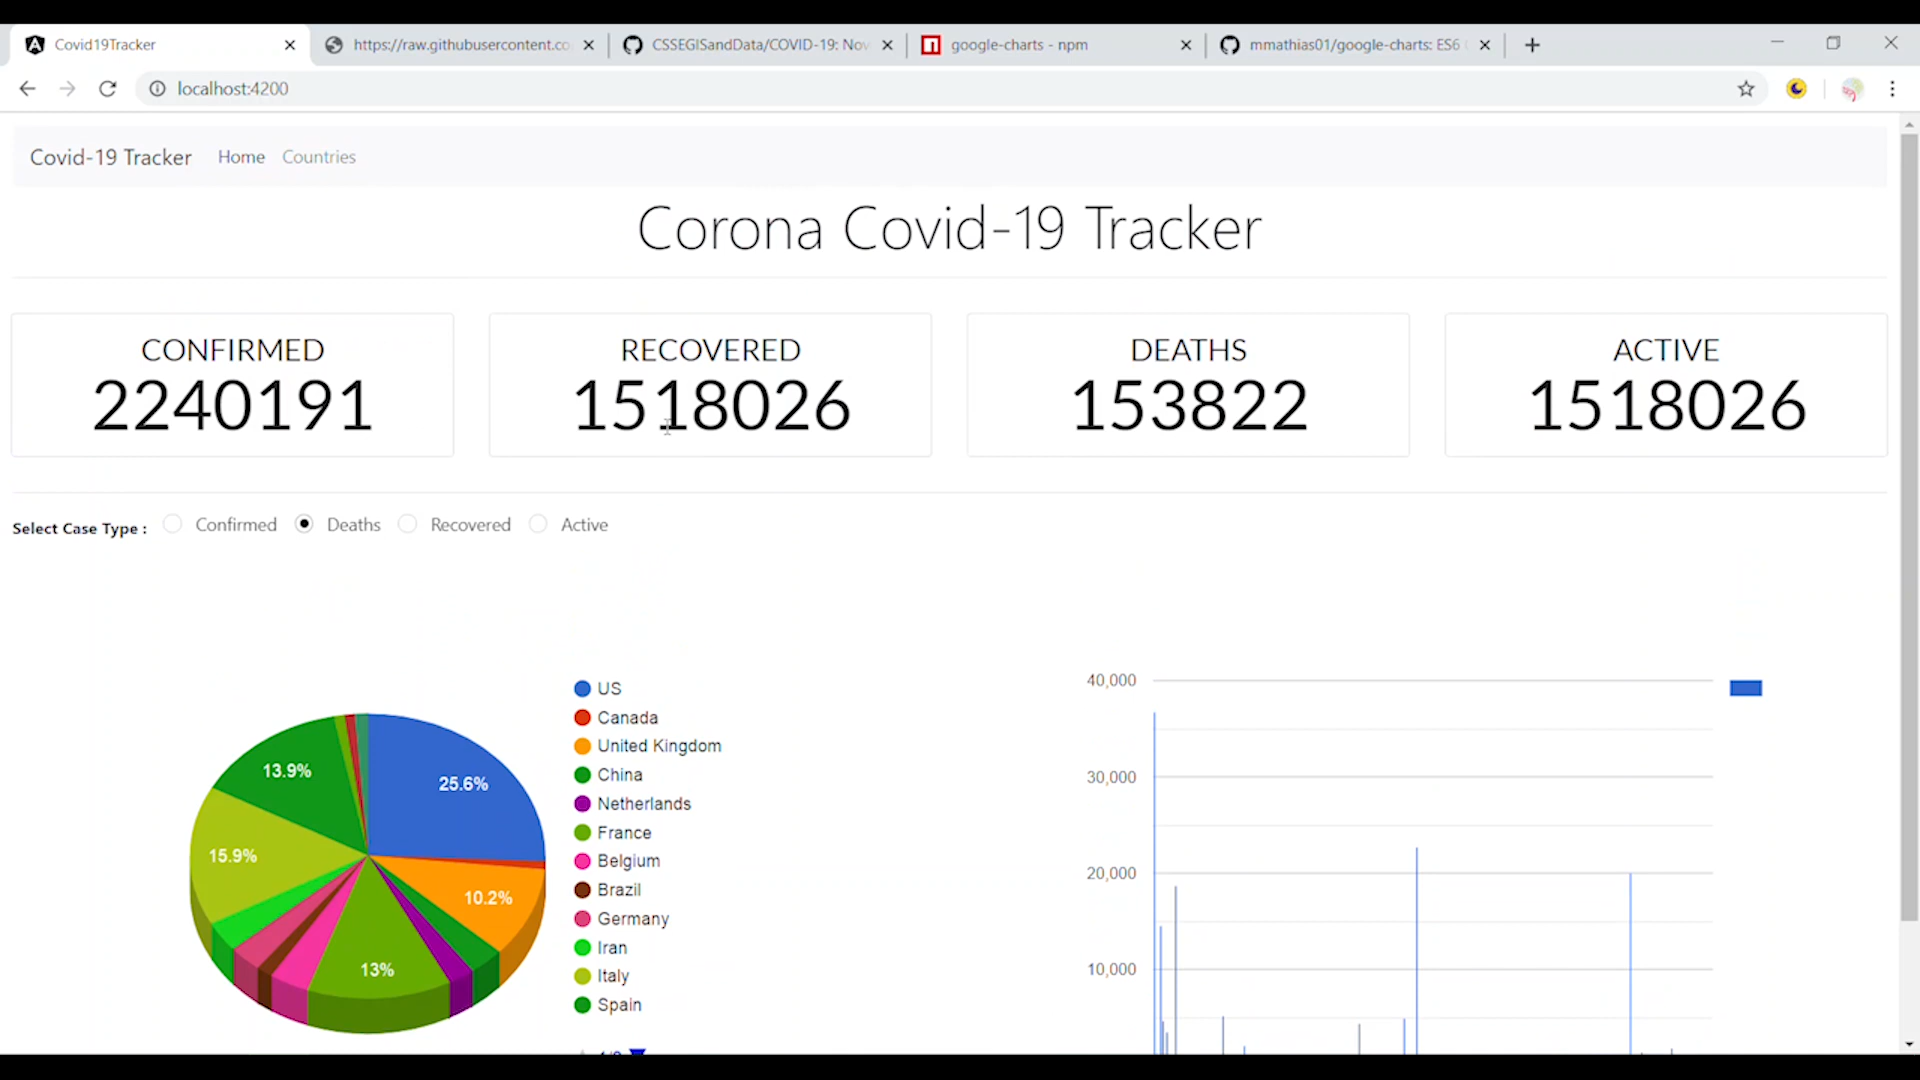 Covid19Tracker
https://raw.githubusercontent.co
CSSEGISandData/COVID-19: Nov
google-charts - npm
mmathias01/google-charts: ES6
localhost:4200
Covid-19 Tracker Home Countries
Corona Covid-19 Tracker
CONFIRMED
2240191
RECOVERED
1518026
DEATHS
153822
ACTIVE
1518026
Select Case Type : Confirmed Deaths Recovered Active
13.9%
25.6%
15.9%
10.2%
13%
US
Canada
United Kingdom
China
Netherlands
France
Belgium
Brazil
Germany
Iran
Italy
Spain
40,000
30,000
20,000
10,000